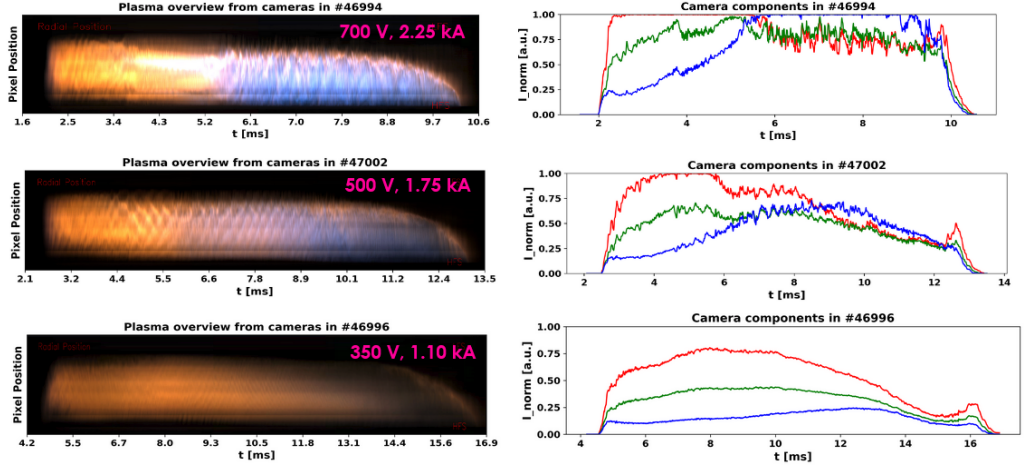 Plasma overview from cameras in #46994
Radial Position
700 V, 2.25 kA
HFS
Pixel Position
1.6 2.5 3.4 4.3 5.2 6.1 7.0 7.9 8.8 9.7 10.6
t [ms]
Camera components in #46994
I_norm [a.u.]
1.00
0.75
0.50
0.25
0.00
2 4 6 8 10
t [ms]
Plasma overview from cameras in #47002
Radial Position
500 V, 1.75 kA
HFS
Pixel Position
2.1 3.2 4.4 5.5 6.6 7.8 8.9 10.1 11.2 12.4 13.5
t [ms]
Camera components in #47002
I_norm [a.u.]
1.00
0.75
0.50
0.25
0.00
2 4 6 8 10 12 14
t [ms]
Plasma overview from cameras in #46996
Radial Position
350 V, 1.10 kA
HFS
Pixel Position
4.2 5.5 6.7 8.0 9.3 10.5 11.8 13.1 14.4 15.6 16.9
t [ms]
Camera components in #46996
I_norm [a.u.]
1.00
0.75
0.50
0.25
0.00
4 6 8 10 12 14 16
t [ms]